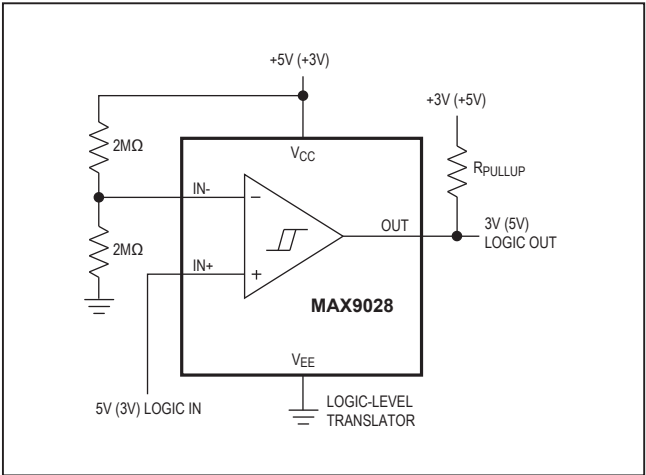 +5V (+3V)
+3V (+5V)
2MΩ
VCC
RPULLUP
IN-
−
OUT
3V (5V)
LOGIC OUT
2MΩ
IN+
+
MAX9028
VEE
5V (3V) LOGIC IN
LOGIC-LEVEL
TRANSLATOR